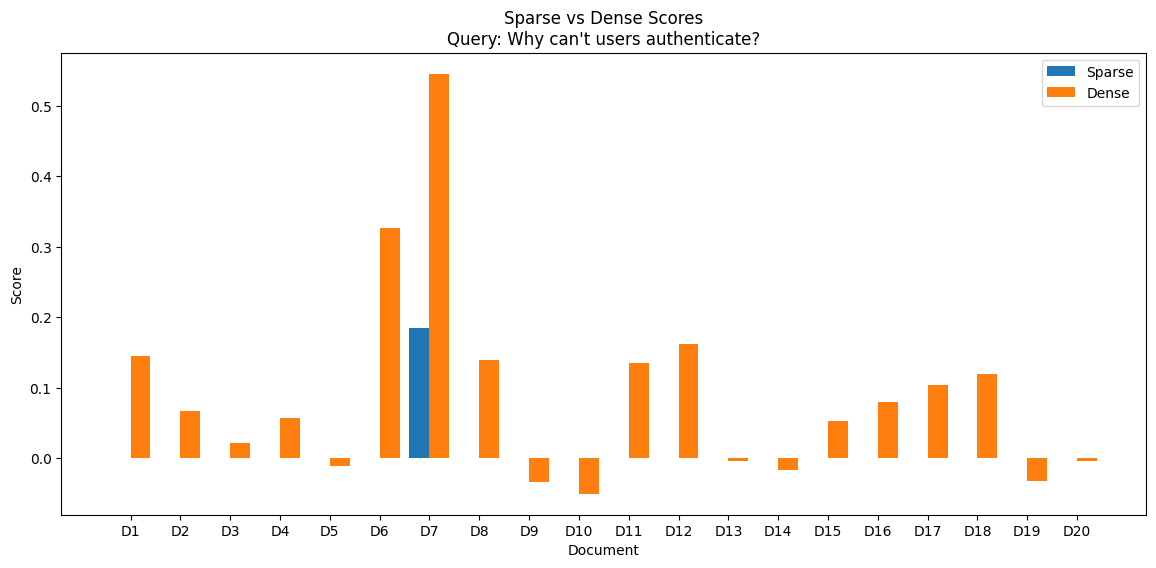 Sparse vs Dense Scores
Query: Why can't users authenticate?
Sparse
Dense
Score
0.5
0.4
0.3
0.2
0.1
0.0
D1 D2 D3 D4 D5 D6 D7 D8 D9 D10 D11 D12 D13 D14 D15 D16 D17 D18 D19 D20
Document